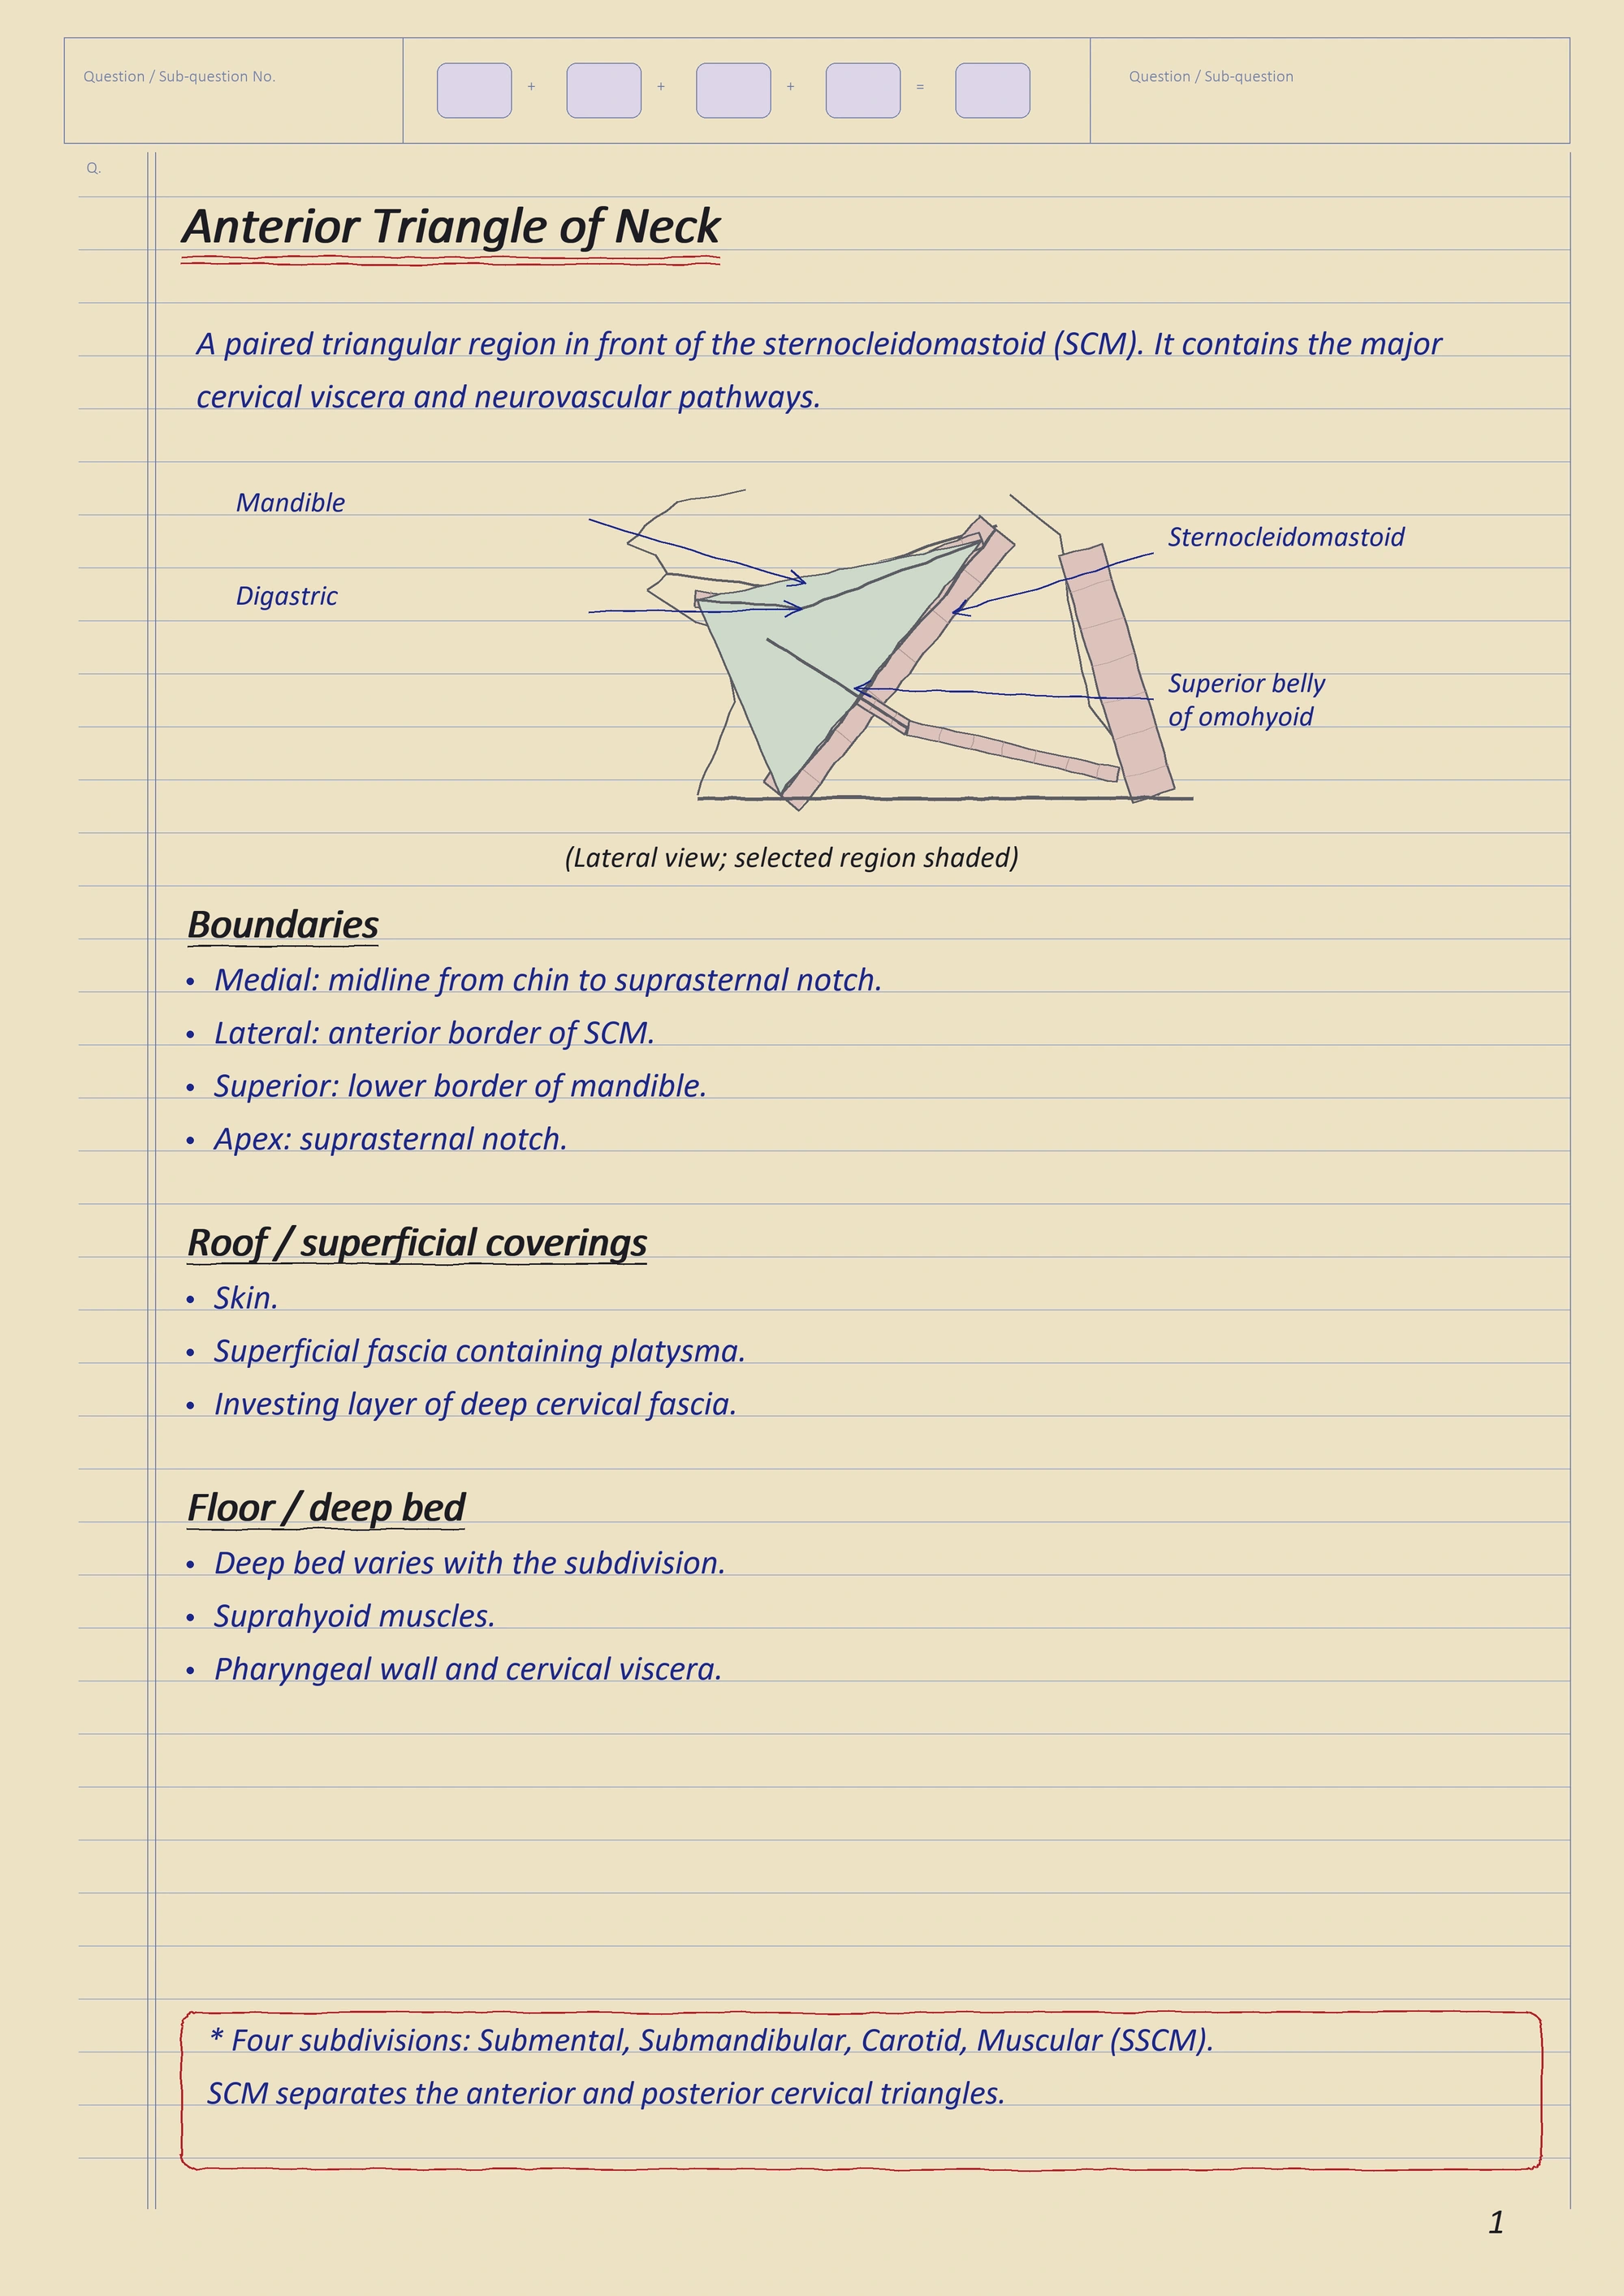 Question / Sub-question No.
+ + + =
Question / Sub-question
Q.
Anterior Triangle of Neck
A paired triangular region in front of the sternocleidomastoid (SCM). It contains the major
cervical viscera and neurovascular pathways.
Mandible
Sternocleidomastoid
Digastric
Superior belly
of omohyoid
(Lateral view; selected region shaded)
Boundaries
• Medial: midline from chin to suprasternal notch.
• Lateral: anterior border of SCM.
• Superior: lower border of mandible.
• Apex: suprasternal notch.
Roof / superficial coverings
• Skin.
• Superficial fascia containing platysma.
• Investing layer of deep cervical fascia.
Floor / deep bed
• Deep bed varies with the subdivision.
• Suprahyoid muscles.
• Pharyngeal wall and cervical viscera.
* Four subdivisions: Submental, Submandibular, Carotid, Muscular (SSCM).
SCM separates the anterior and posterior cervical triangles.
1